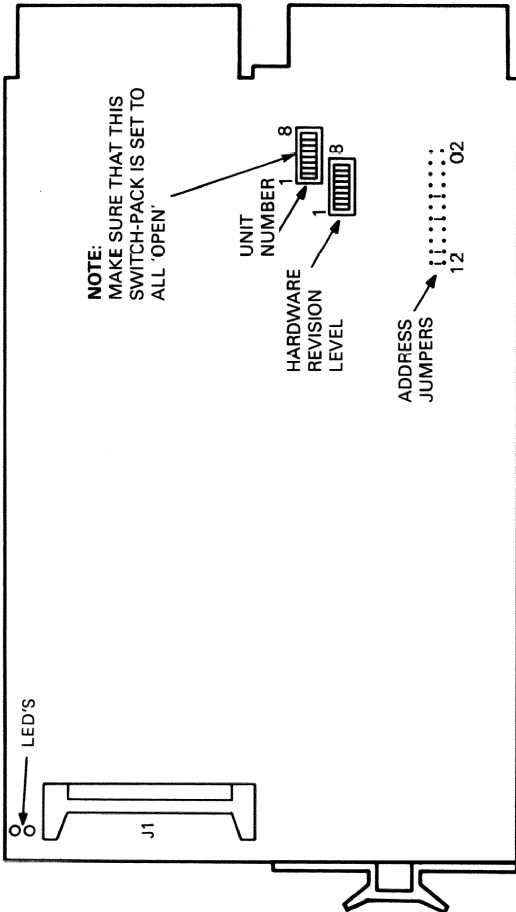 NOTE:
MAKE SURE THAT THIS
SWITCH-PACK IS SET TO
ALL 'OPEN'
1
8
UNIT
NUMBER
1
8
HARDWARE
REVISION
LEVEL
ADDRESS
JUMPERS
12
02
LED'S
J1